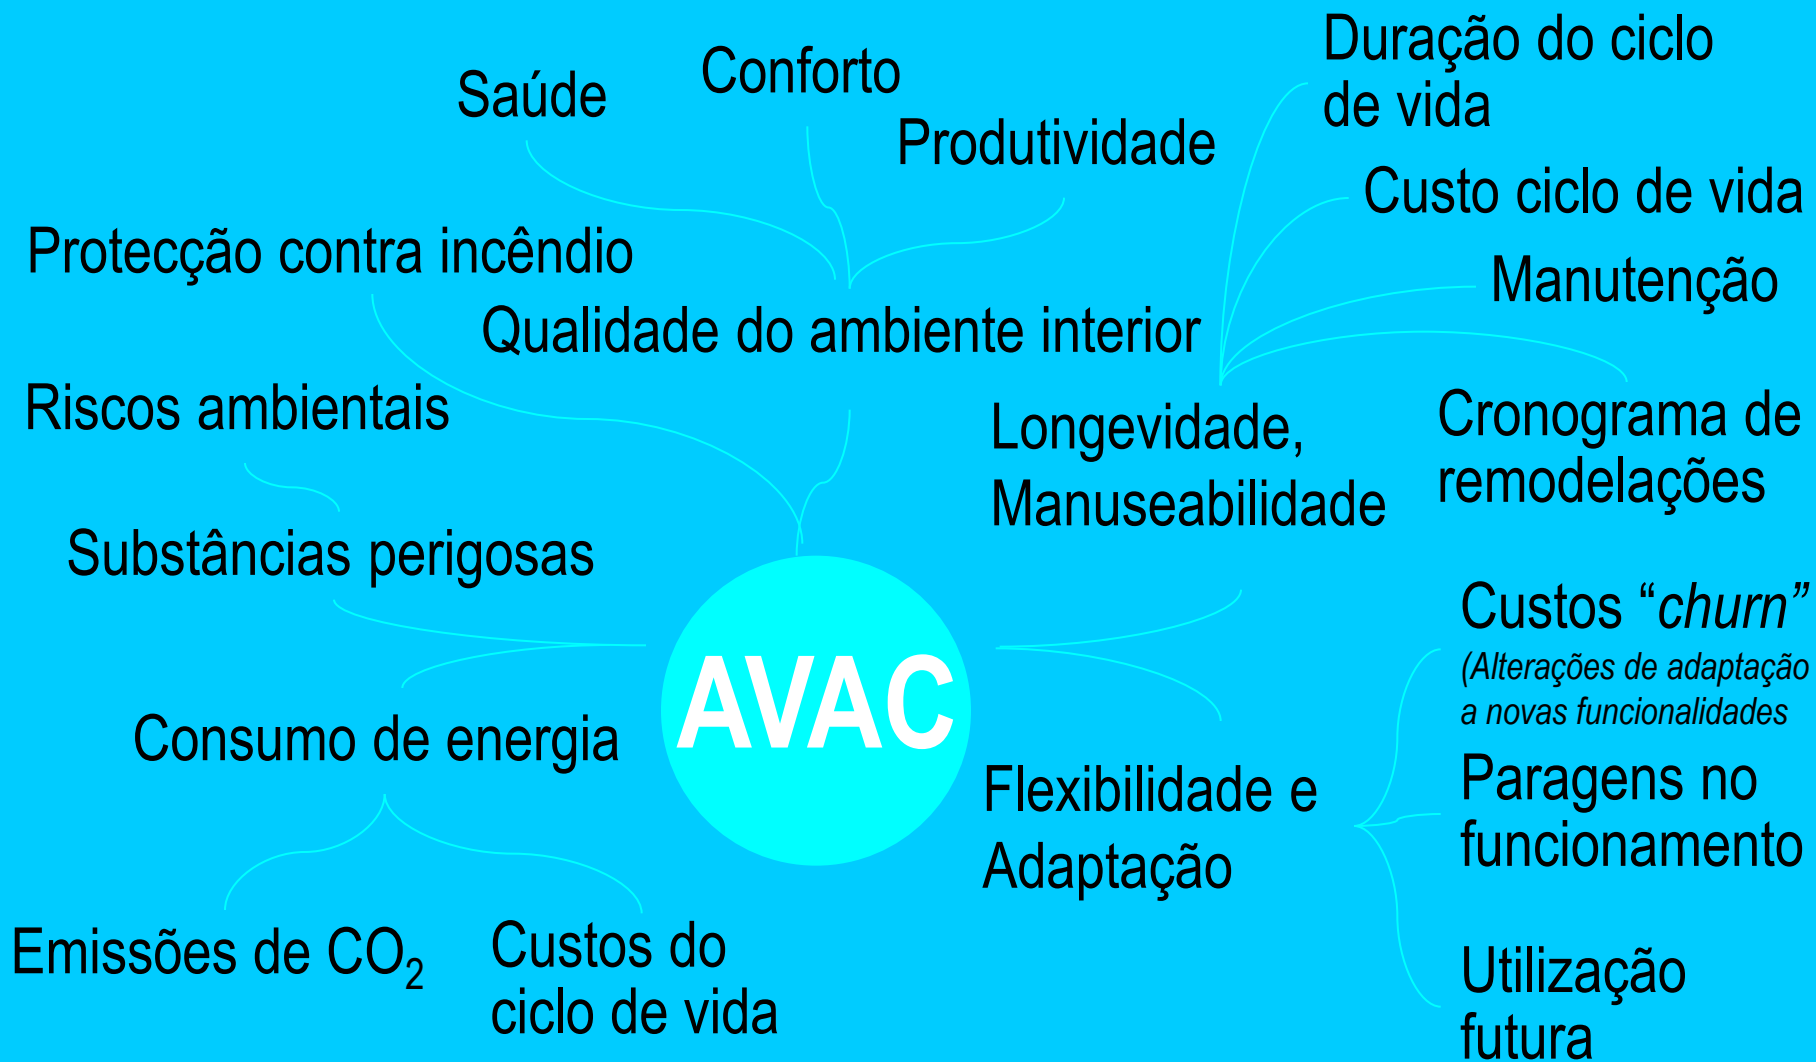 Saúde
Conforto
Produtividade
Duração do ciclo
de vida
Custo ciclo de vida
Manutenção
Cronograma de
remodelações
Protecção contra incêndio
Qualidade do ambiente interior
Riscos ambientais
Longevidade,
Manuseabilidade
Substâncias perigosas
AVAC
Custos “churn”
(Alterações de adaptação
a novas funcionalidades
Consumo de energia
Flexibilidade e
Adaptação
Paragens no
funcionamento
Emissões de CO₂
Custos do
ciclo de vida
Utilização
futura